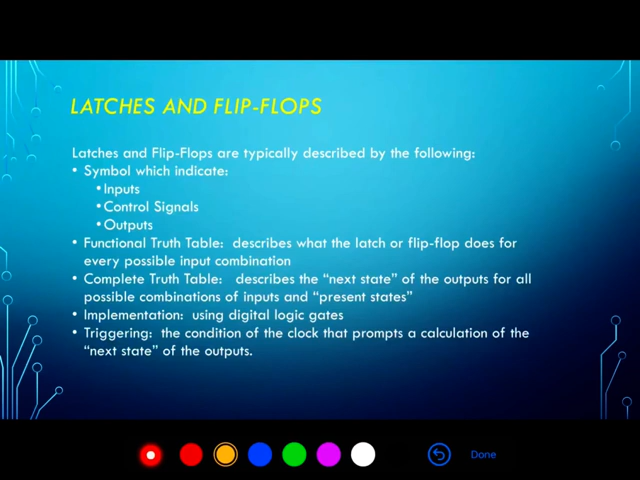 LATCHES AND FLIP-FLOPS
Latches and Flip-Flops are typically described by the following:
• Symbol which indicate:
• Inputs
• Control Signals
• Outputs
• Functional Truth Table: describes what the latch or flip-flop does for
every possible input combination
• Complete Truth Table: describes the “next state” of the outputs for all
possible combinations of inputs and “present states”
• Implementation: using digital logic gates
• Triggering: the condition of the clock that prompts a calculation of the
“next state” of the outputs.
Done